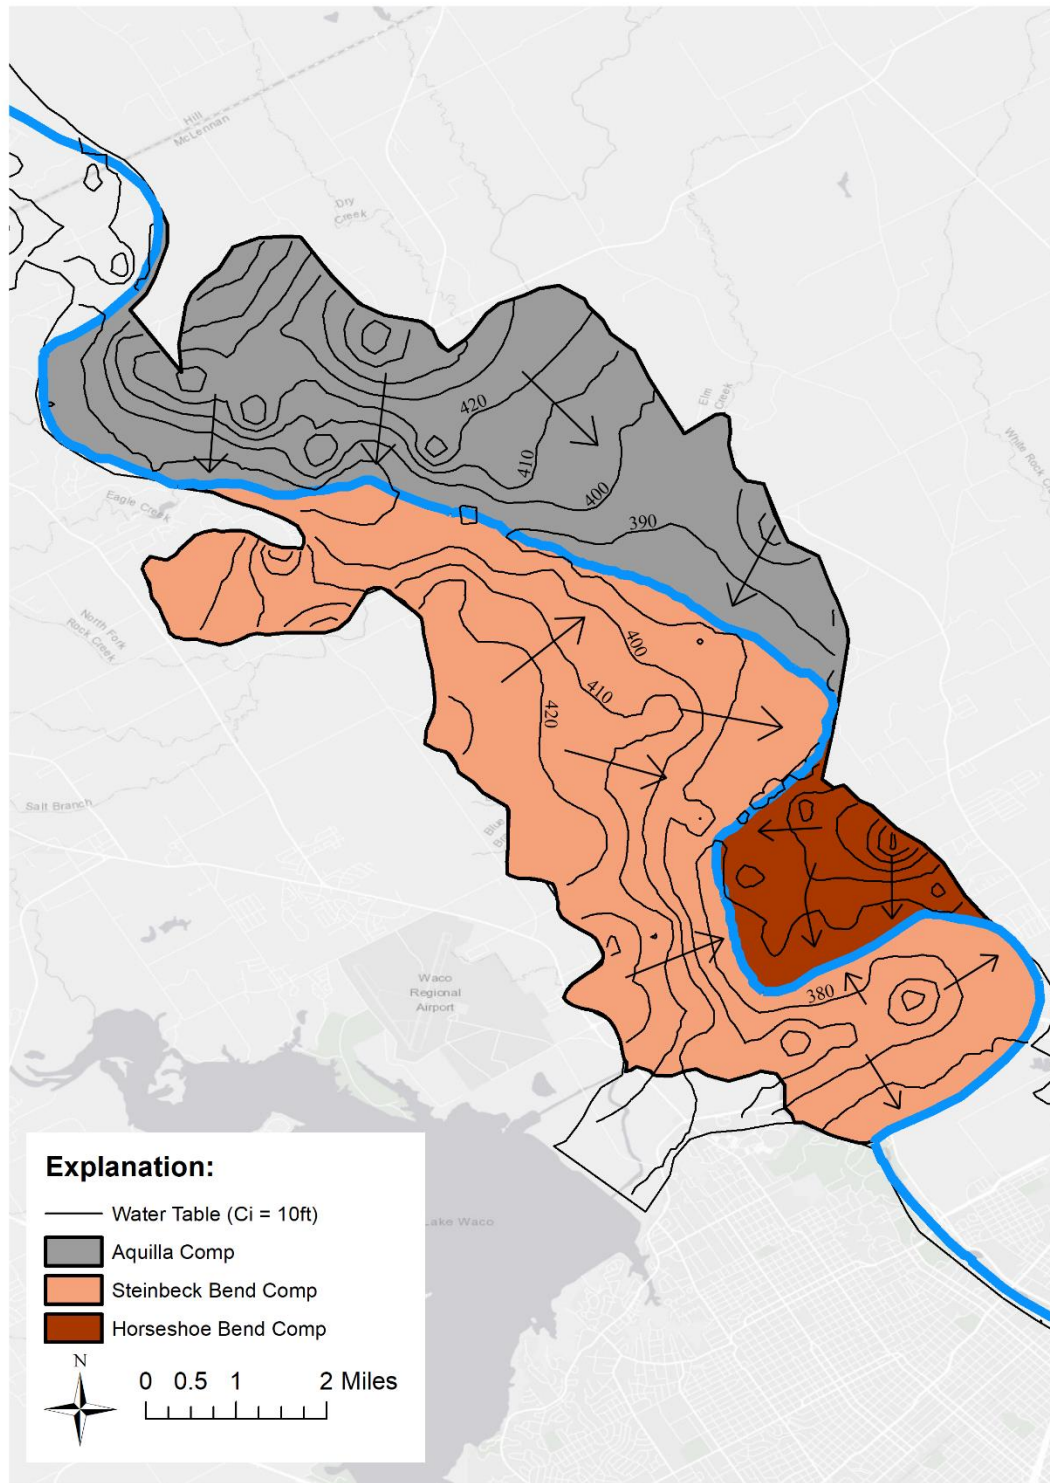 Hill
McLennan
Dry
Creek
Elm
Creek
White Rock C
420
410
400
390
Eagle Creek
North Fork
Rock Creek
400
410
420
Salt Branch
Blue
Br
Waco
Regional
Airport
380
Lake Waco
Explanation:
Water Table (Ci = 10ft)
Aquilla Comp
Steinbeck Bend Comp
Horseshoe Bend Comp
N
0 0.5 1 2 Miles